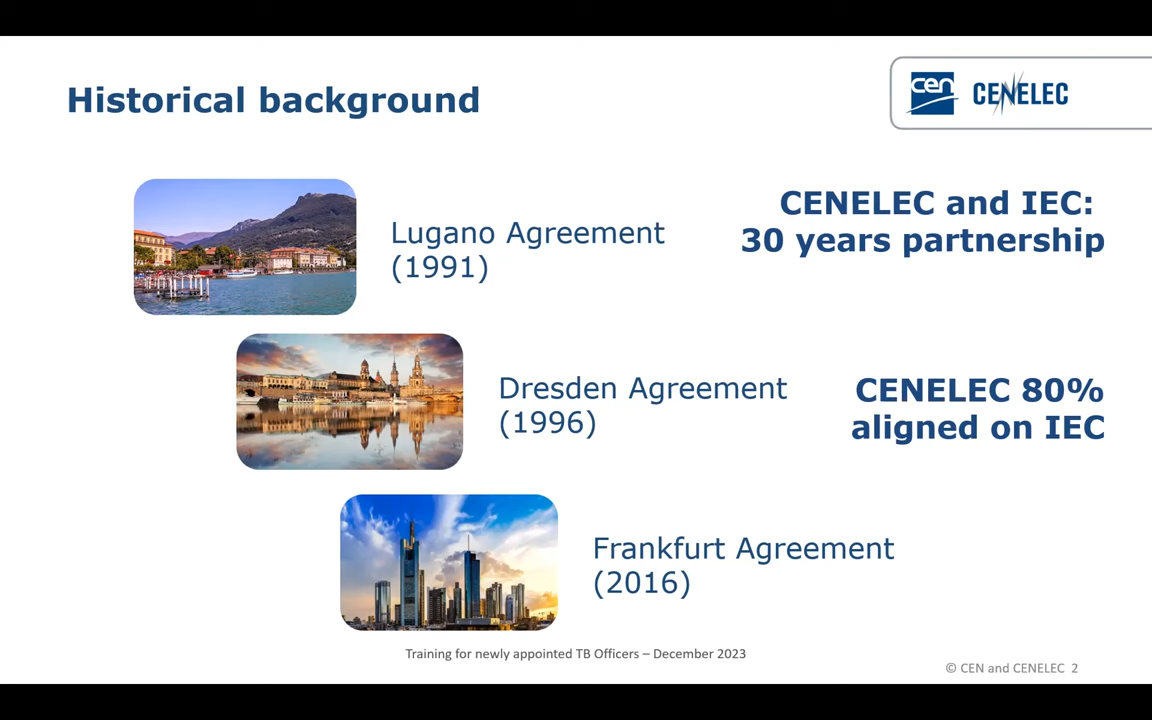 Historical background
cen CENELEC
Lugano Agreement
(1991)
CENELEC and IEC:
30 years partnership
Dresden Agreement
(1996)
CENELEC 80%
aligned on IEC
Frankfurt Agreement
(2016)
Training for newly appointed TB Officers – December 2023
© CEN and CENELEC 2